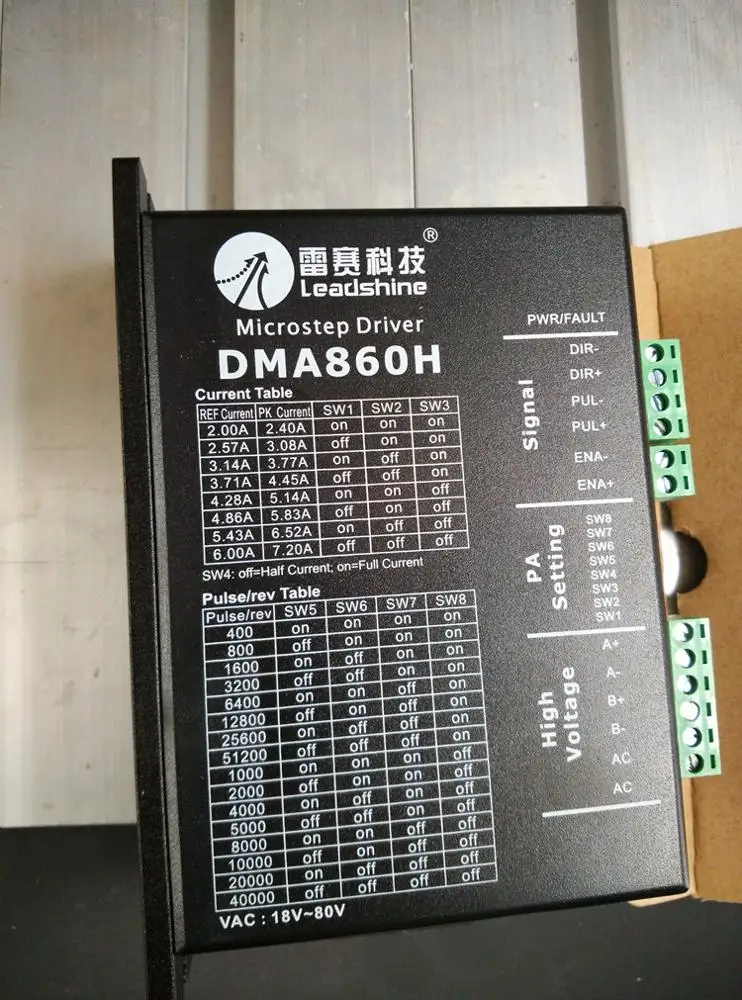 雷赛科技®
Leadshine
Microstep Driver
DMA860H
Current Table
REF Current PK Current SW1 SW2 SW3
2.00A 2.40A on on on
2.57A 3.08A off on on
3.14A 3.77A on off on
3.71A 4.45A off off on
4.28A 5.14A on on off
4.86A 5.83A off on off
5.43A 6.52A on off off
6.00A 7.20A off off off
SW4: off=Half Current; on=Full Current
Pulse/rev Table
Pulse/rev SW5 SW6 SW7 SW8
400 on on on on
800 off on on on
1600 on off on on
3200 off off on on
6400 on on off on
12800 off on off on
25600 on off off on
51200 off off off on
1000 on on on off
2000 off on on off
4000 on off on off
5000 off off on off
8000 on on off off
10000 off on off off
20000 on off off off
40000 off off off off
VAC : 18V~80V
PWR/FAULT
Signal
DIR-
DIR+
PUL-
PUL+
ENA-
ENA+
PA Setting
SW8
SW7
SW6
SW5
SW4
SW3
SW2
SW1
High Voltage
A+
A-
B+
B-
AC
AC